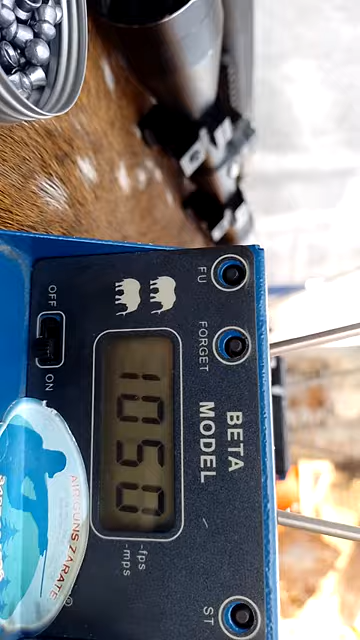 FU
FORGET
ST
BETA
MODEL
1050
-fps
-mps
OFF
ON
AIRGUNS ZARATE